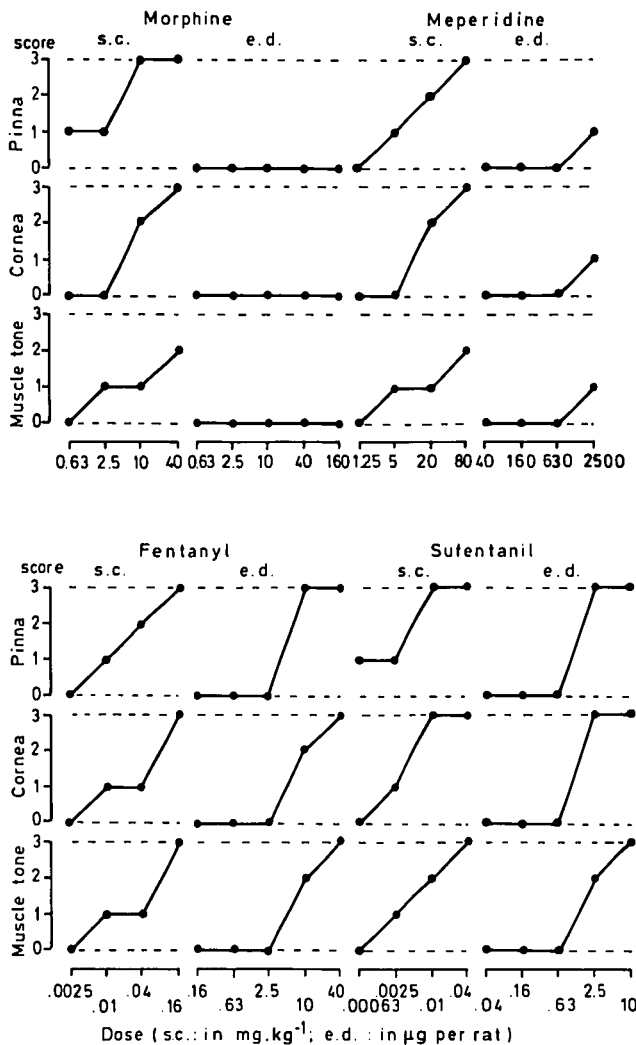 Morphine Meperidine
score s.c. e.d. s.c. e.d.
Pinna
3
2
1
0
Cornea
3
2
1
0
Muscle tone
3
2
1
0
0.63 2.5 10 40 0.63 2.5 10 40 160 1.25 5 20 80 40 160 630 2500
Fentanyl Sufentanil
score s.c. e.d. s.c. e.d.
Pinna
3
2
1
0
Cornea
3
2
1
0
Muscle tone
3
2
1
0
.0025 .04 .16 2.5 40 .0025 .04 .16 2.5
.01 .16 .63 10 .00063 .01 .04 .63 10
Dose (s.c.: in mg.kg⁻¹; e.d.: in µg per rat)